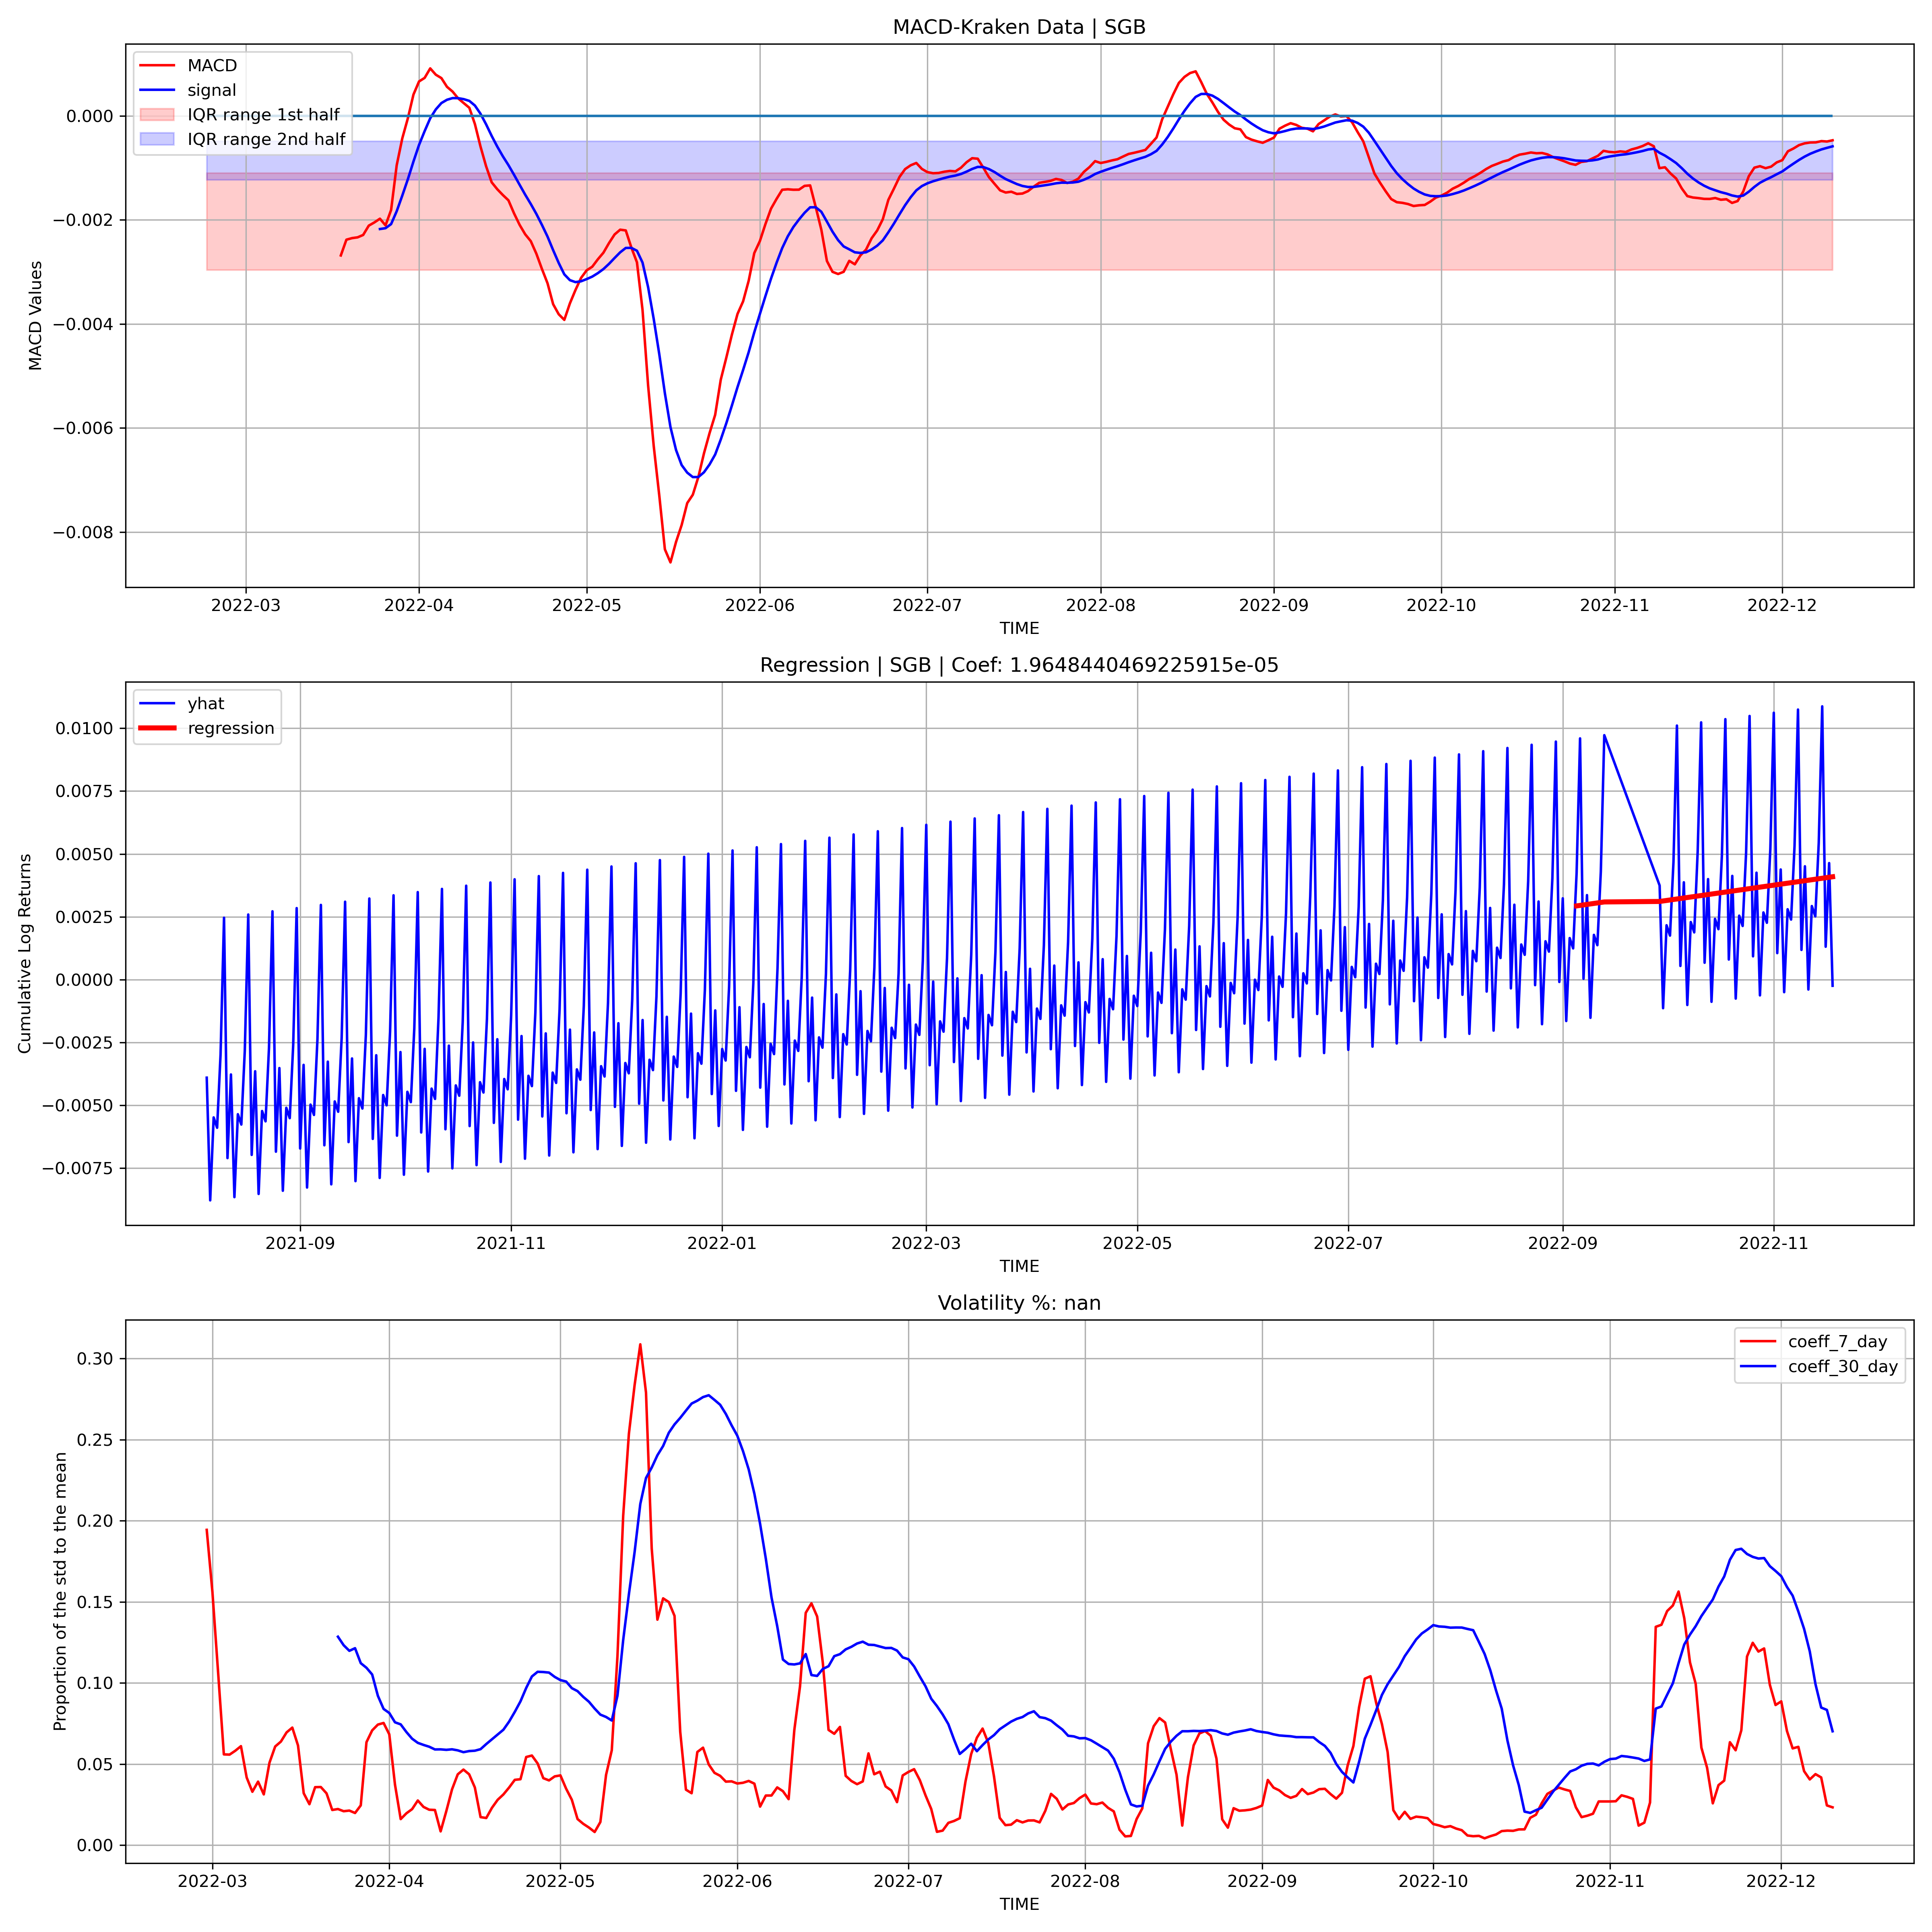 MACD-Kraken Data | SGB
MACD
signal
IQR range 1st half
IQR range 2nd half
0.000
−0.002
−0.004
−0.006
−0.008
MACD Values
2022-03 2022-04 2022-05 2022-06 2022-07 2022-08 2022-09 2022-10 2022-11 2022-12
TIME
Regression | SGB | Coef: 1.9648440469225915e-05
yhat
regression
0.0100
0.0075
0.0050
0.0025
0.0000
−0.0025
−0.0050
−0.0075
Cumulative Log Returns
2021-09 2021-11 2022-01 2022-03 2022-05 2022-07 2022-09 2022-11
TIME
Volatility %: nan
coeff_7_day
coeff_30_day
0.30
0.25
0.20
0.15
0.10
0.05
0.00
Proportion of the std to the mean
2022-03 2022-04 2022-05 2022-06 2022-07 2022-08 2022-09 2022-10 2022-11 2022-12
TIME